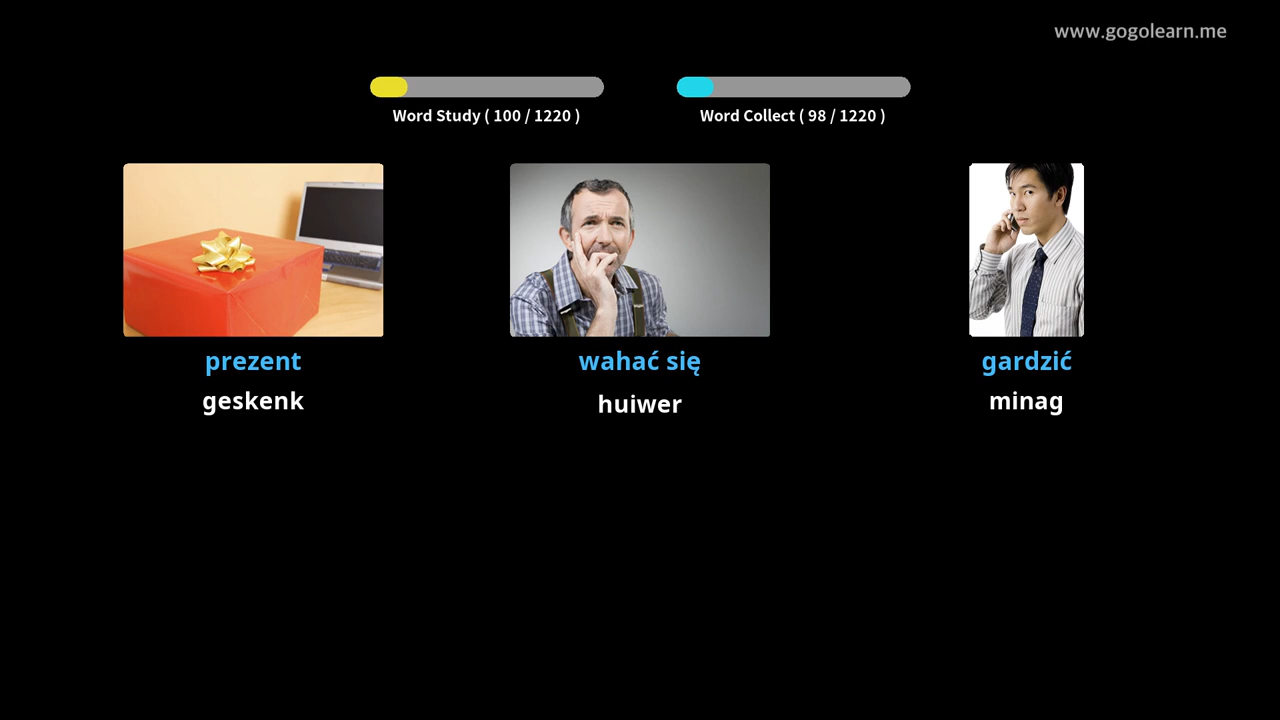 www.gogolearn.me
Word Study ( 100 / 1220 )
Word Collect ( 98 / 1220 )
prezent
geskenk
wahać się
huiwer
gardzić
minag